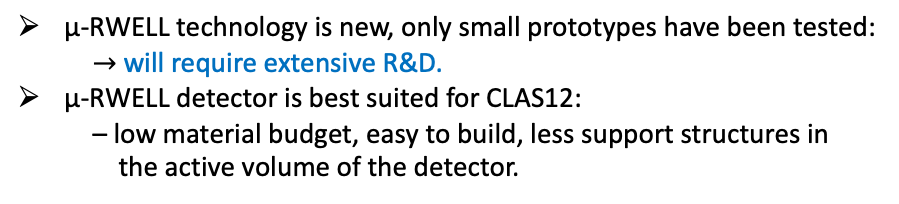 ➢ μ-RWELL technology is new, only small prototypes have been tested:
→ will require extensive R&D.
➢ μ-RWELL detector is best suited for CLAS12:
– low material budget, easy to build, less support structures in
the active volume of the detector.